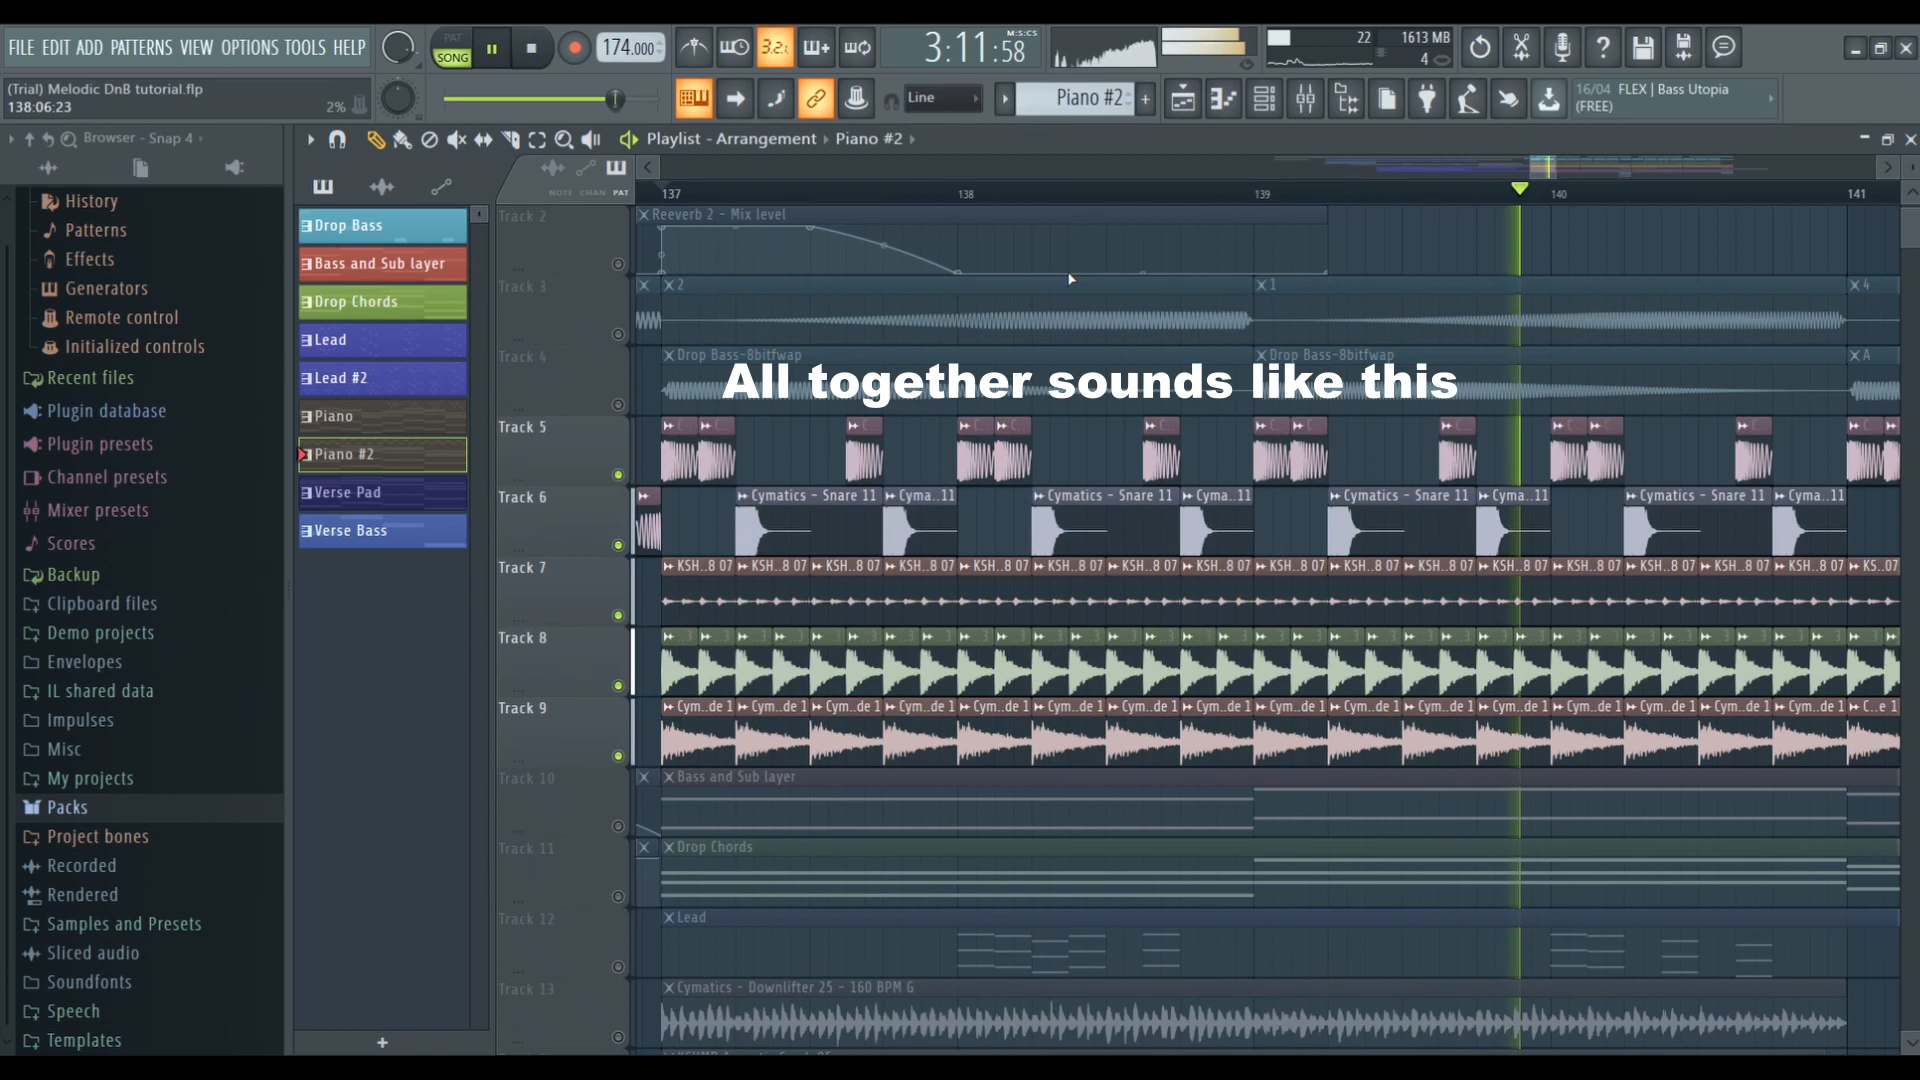 FILE EDIT ADD PATTERNS VIEW OPTIONS TOOLS HELP
PAT
SONG
174.000
3.2.
3:11:58
M:S:CS
22
1613 MB
4
(Trial) Melodic DnB tutorial.flp
138:06:23
2%
Line
Piano #2
16/04 FLEX | Bass Utopia
(FREE)
Browser - Snap 4
Playlist - Arrangement
Piano #2
NOTE CHAN PAT
137
138
139
140
141
History
Patterns
Effects
Generators
Remote control
Initialized controls
Recent files
Plugin database
Plugin presets
Channel presets
Mixer presets
Scores
Backup
Clipboard files
Demo projects
Envelopes
IL shared data
Impulses
Misc
My projects
Packs
Project bones
Recorded
Rendered
Samples and Presets
Sliced audio
Soundfonts
Speech
Templates
Drop Bass
Bass and Sub layer
Drop Chords
Lead
Lead #2
Piano
Piano #2
Verse Pad
Verse Bass
Track 2
Reeverb 2 - Mix level
Track 3
2
1
4
Track 4
Drop Bass-8bitfwap
Drop Bass-8bitfwap
A
All together sounds like this
Track 5
Track 6
Cymatics - Snare 11 Cyma..11 Cymatics - Snare 11 Cyma..11 Cymatics - Snare 11 Cyma..11 Cymatics - Snare 11 Cyma..11
Track 7
KSH..8 07 KSH..8 07 KSH..8 07 KSH..8 07 KSH..8 07 KSH..8 07 KSH..8 07 KSH..8 07 KSH..8 07 KSH..8 07 KSH..8 07 KSH..8 07 KSH..8 07 KSH..8 07 KSH..8 07 KSH..8 07 KS..07
Track 8
Track 9
Cym..de 1 Cym..de 1 Cym..de 1 Cym..de 1 Cym..de 1 Cym..de 1 Cym..de 1 Cym..de 1 Cym..de 1 Cym..de 1 Cym..de 1 Cym..de 1 Cym..de 1 Cym..de 1 Cym..de 1 Cym..de 1 C...e 1
Track 10
Bass and Sub layer
Track 11
Drop Chords
Track 12
Lead
Track 13
Cymatics - Downlifter 25 - 160 BPM G